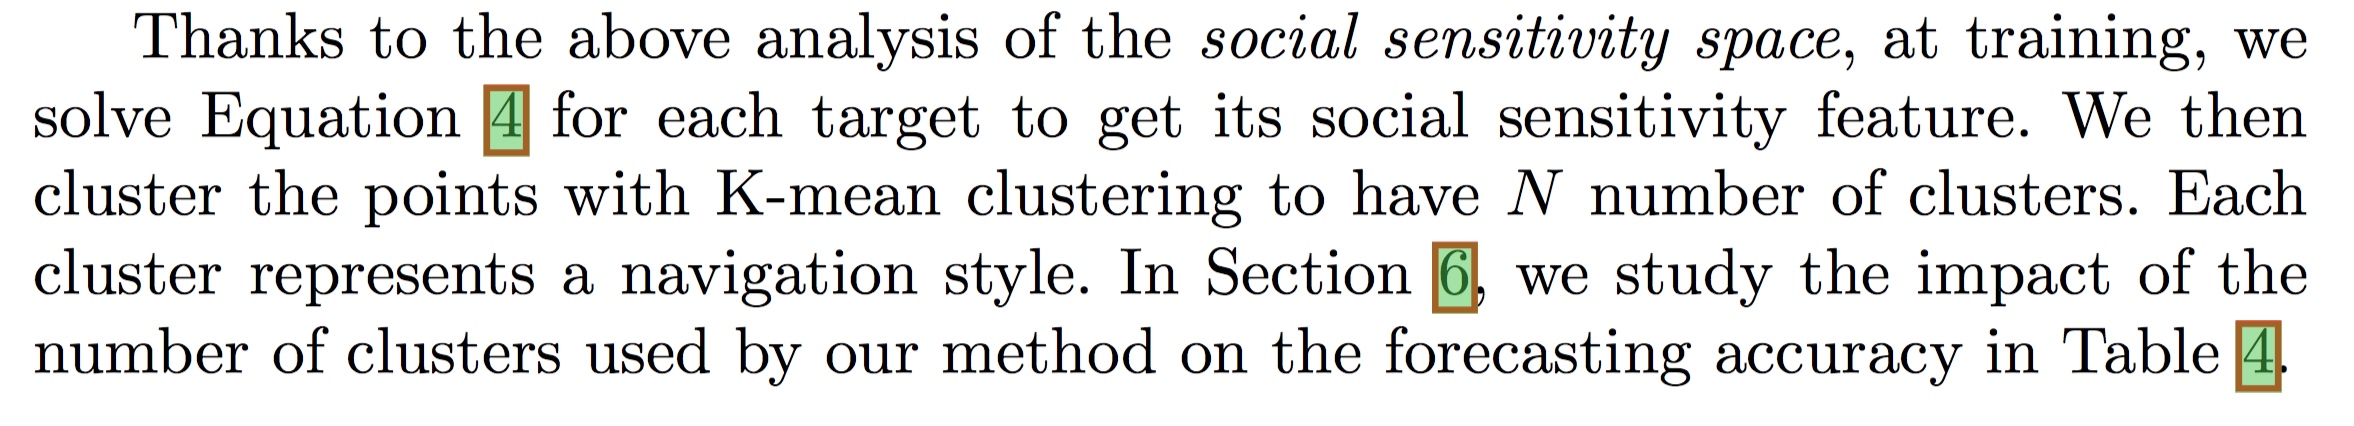 Thanks to the above analysis of the social sensitivity space, at training, we
solve Equation 4 for each target to get its social sensitivity feature. We then
cluster the points with K-mean clustering to have N number of clusters. Each
cluster represents a navigation style. In Section 6, we study the impact of the
number of clusters used by our method on the forecasting accuracy in Table 4.